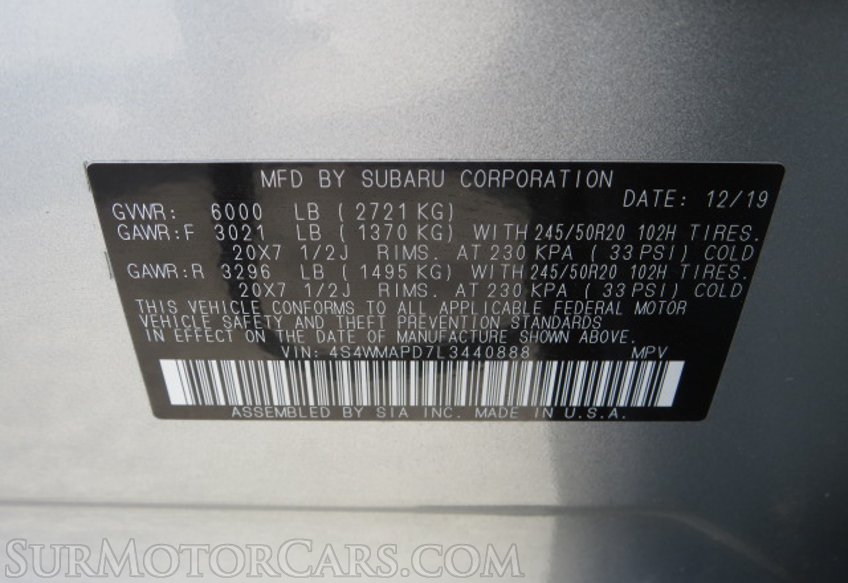 MFD BY SUBARU CORPORATION
DATE: 12/19
GVWR: 6000 LB ( 2721 KG)
GAWR:F 3021 LB ( 1370 KG) WITH 245/50R20 102H TIRES.
20X7 1/2J RIMS. AT 230 KPA ( 33 PSI) COLD
GAWR:R 3296 LB ( 1495 KG) WITH 245/50R20 102H TIRES.
20X7 1/2J RIMS. AT 230 KPA ( 33 PSI) COLD
THIS VEHICLE CONFORMS TO ALL APPLICABLE FEDERAL MOTOR
VEHICLE SAFETY AND THEFT PREVENTION STANDARDS
IN EFFECT ON THE DATE OF MANUFACTURE SHOWN ABOVE.
VIN: 4S4WMAPD7L3440888 MPV
ASSEMBLED BY SIA INC. MADE IN U.S.A.
SURMOTORCARS.COM